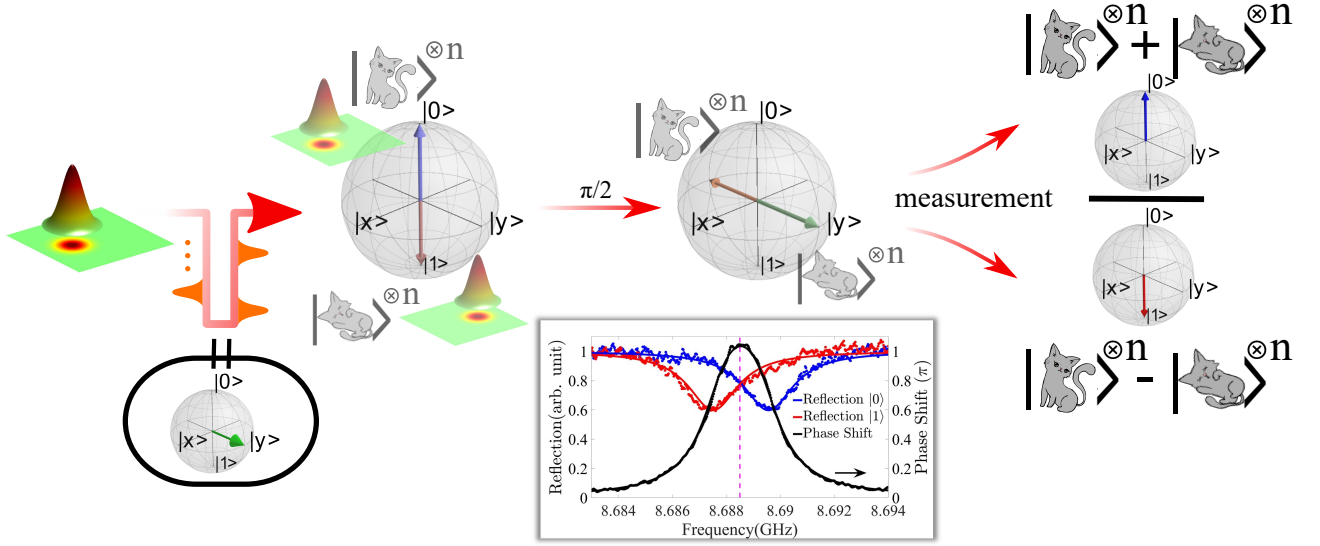 ⊗n
|0>
|x>
|y>
|1>
⊗n
|0>
|x>
|y>
|1>
π/2
⊗n
|0>
|x>
|y>
|1>
⊗n
measurement
⊗n + ⊗n
|0>
|x>
|y>
|1>
|0>
|x>
|y>
|1>
⊗n - ⊗n
Reflection(arb. unit)
1
0.8
0.6
0.4
0.2
0
8.684 8.686 8.688 8.69 8.692 8.694
Frequency(GHz)
Reflection |0⟩
Reflection |1⟩
Phase Shift
1
0.8
0.6
0.4
0.2
0
Phase Shift (π)